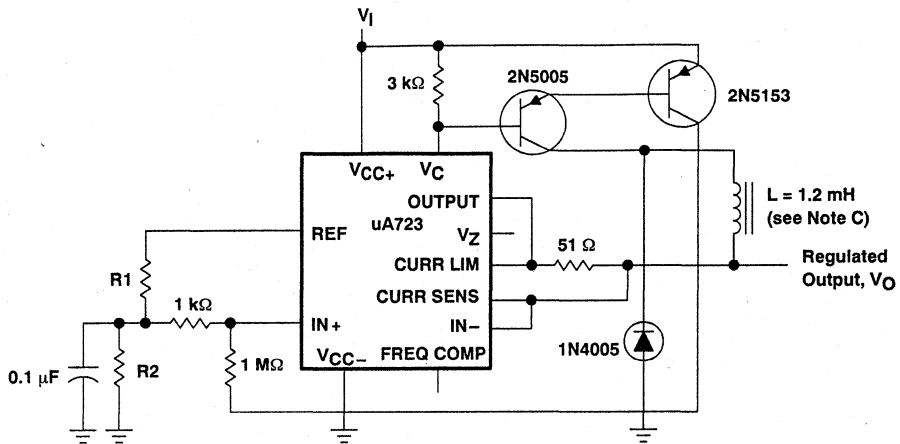 VI
3 kΩ
2N5005
2N5153
VCC+
VC
OUTPUT
uA723
REF
VZ
L = 1.2 mH
(see Note C)
51 Ω
CURR LIM
Regulated
Output, VO
R1
CURR SENS
1 kΩ
IN+
IN−
1N4005
VCC−
FREQ COMP
0.1 μF
R2
1 MΩ